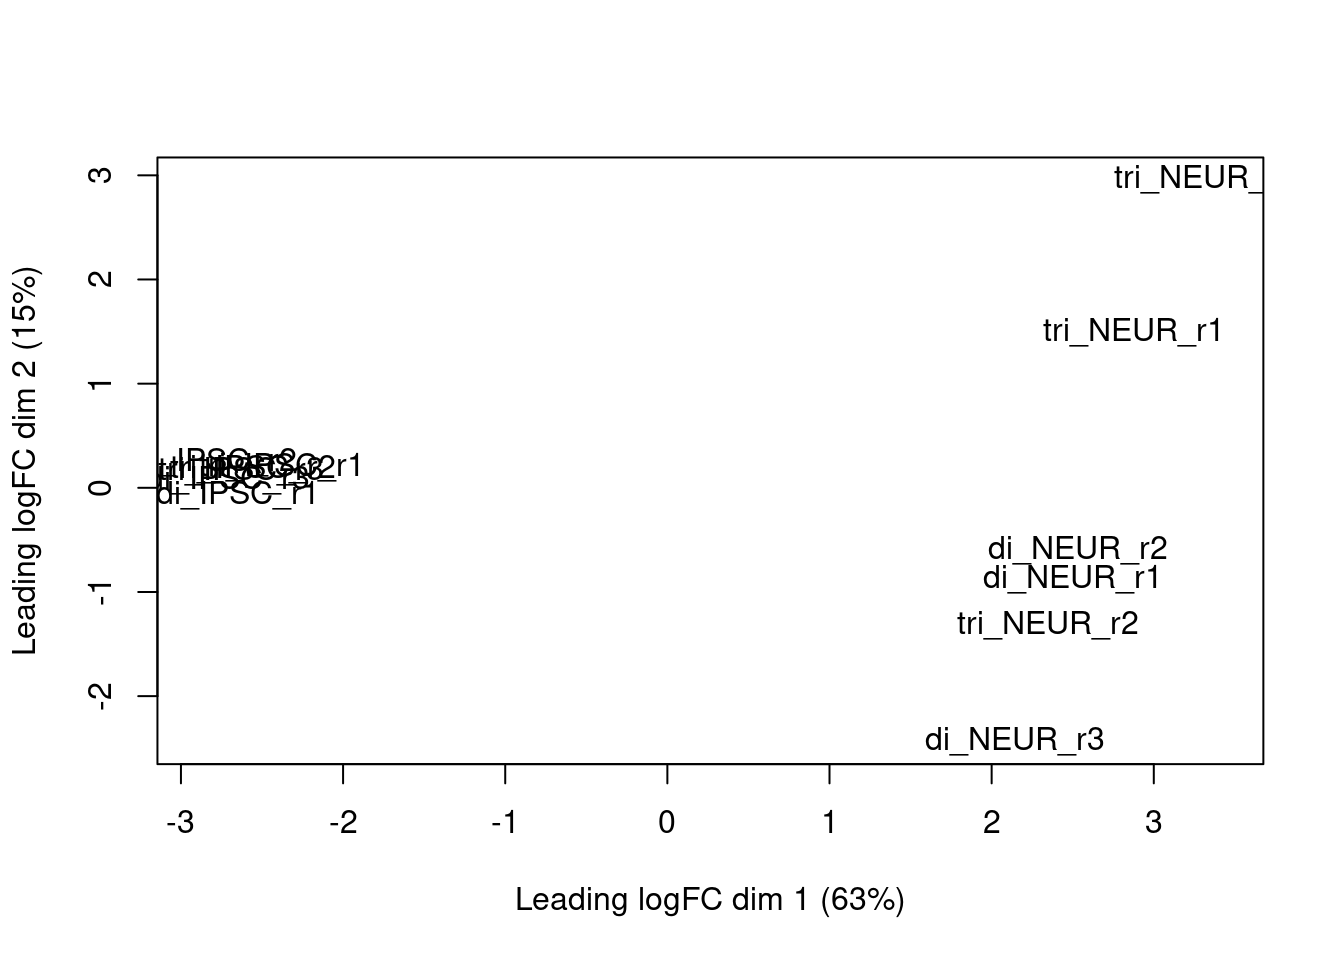 3
2
1
0
-1
-2
Leading logFC dim 2 (15%)
tri_NEUR_
tri_NEUR_r1
di_IPSC_r1
di_NEUR_r2
di_NEUR_r1
tri_NEUR_r2
di_NEUR_r3
-3 -2 -1 0 1 2 3
Leading logFC dim 1 (63%)